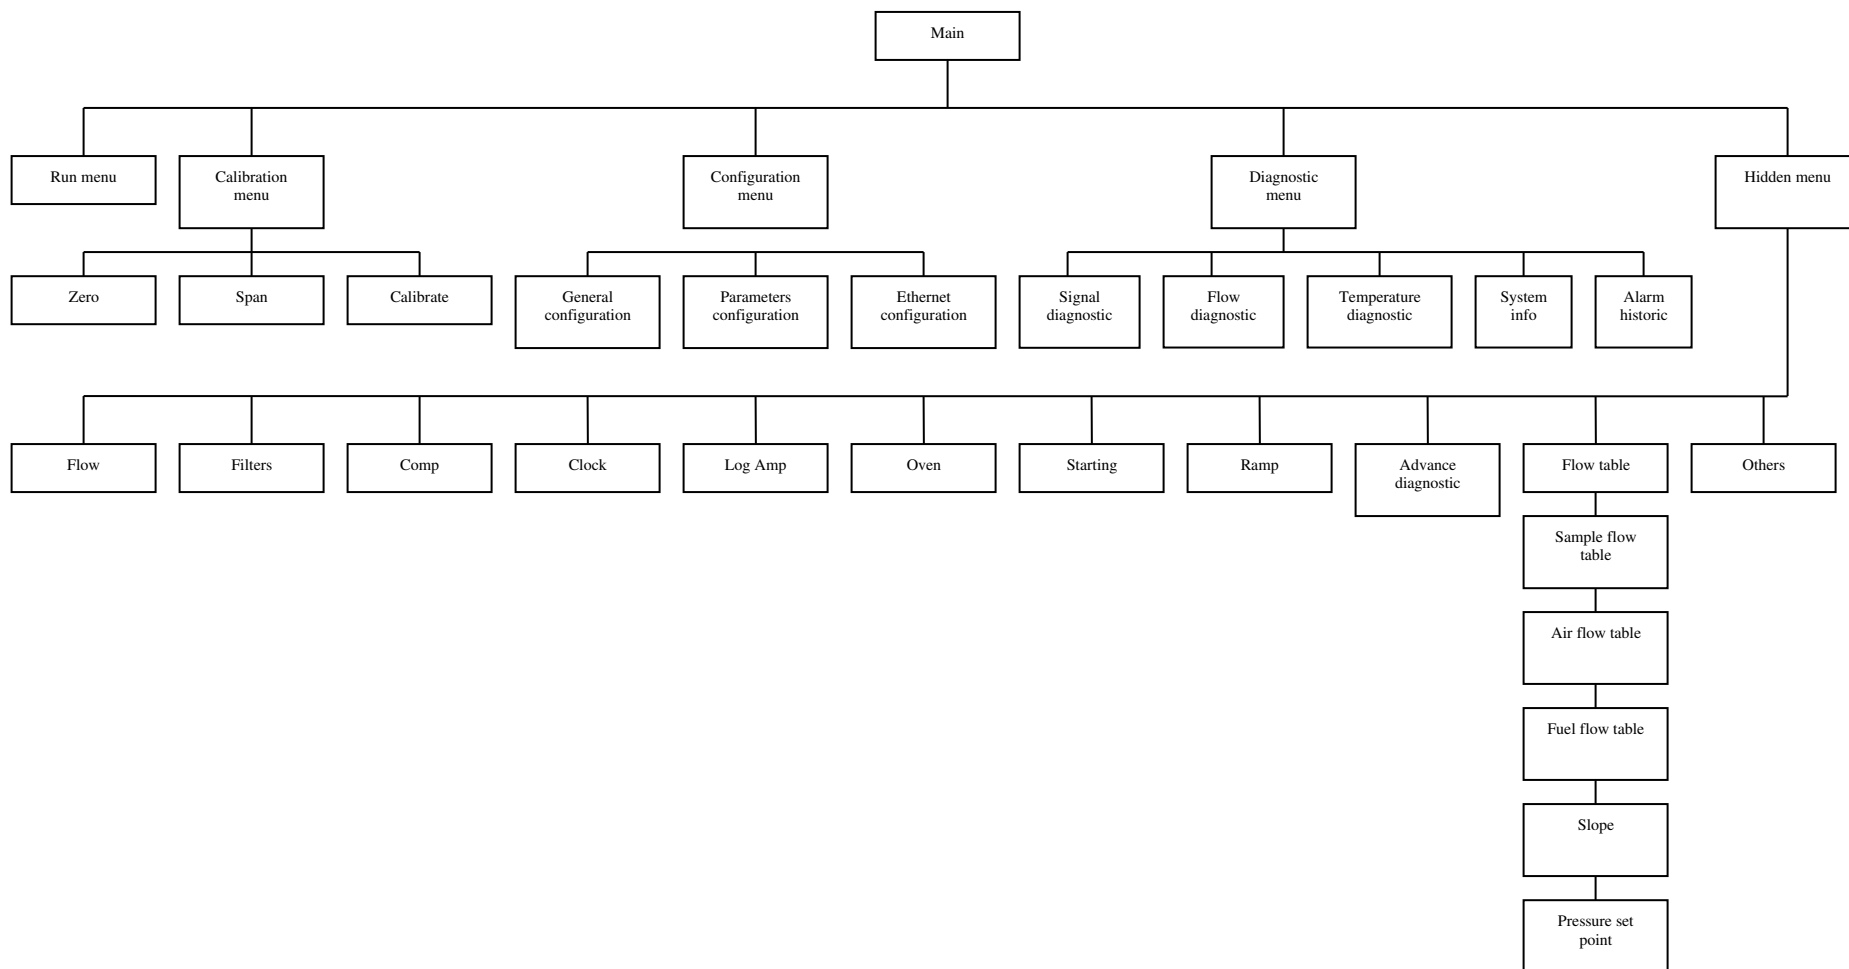 Main
Run menu
Calibration
menu
Configuration
menu
Diagnostic
menu
Hidden menu
Zero
Span
Calibrate
General
configuration
Parameters
configuration
Ethernet
configuration
Signal
diagnostic
Flow
diagnostic
Temperature
diagnostic
System
info
Alarm
historic
Flow
Filters
Comp
Clock
Log Amp
Oven
Starting
Ramp
Advance
diagnostic
Flow table
Others
Sample flow
table
Air flow table
Fuel flow table
Slope
Pressure set
point